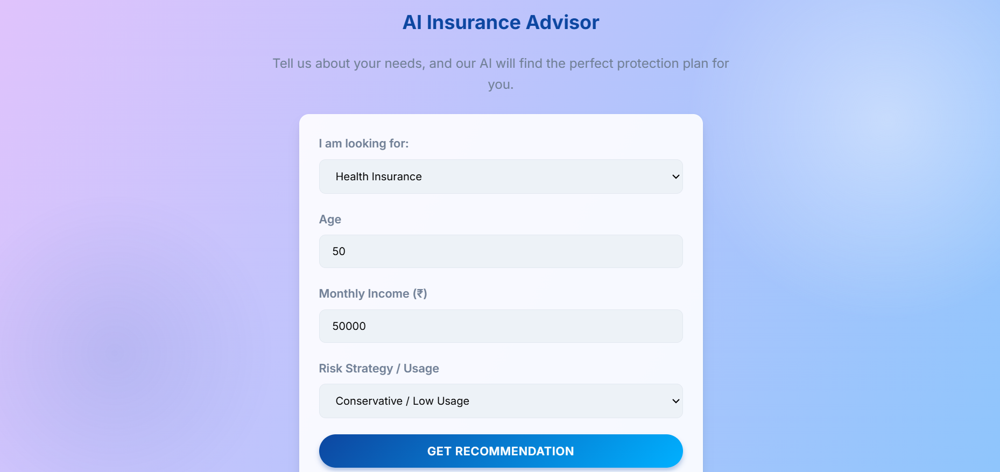 AI Insurance Advisor
Tell us about your needs, and our AI will find the perfect protection plan for
you.
I am looking for:
Health Insurance
Age
50
Monthly Income (₹)
50000
Risk Strategy / Usage
Conservative / Low Usage
GET RECOMMENDATION